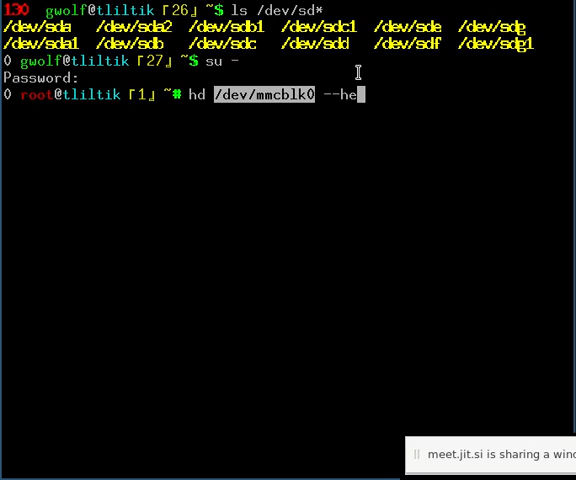 130 gwolf@tliltik「26」~$ ls /dev/sd*
/dev/sda /dev/sda2 /dev/sdb1 /dev/sdc1 /dev/sde /dev/sdg
/dev/sda1 /dev/sdb /dev/sdc /dev/sdd /dev/sdf /dev/sdg1
0 gwolf@tliltik「27」~$ su -
Password:
0 root@tliltik「1」~# hd /dev/mmcblk0 --he
meet.jit.si is sharing a wind